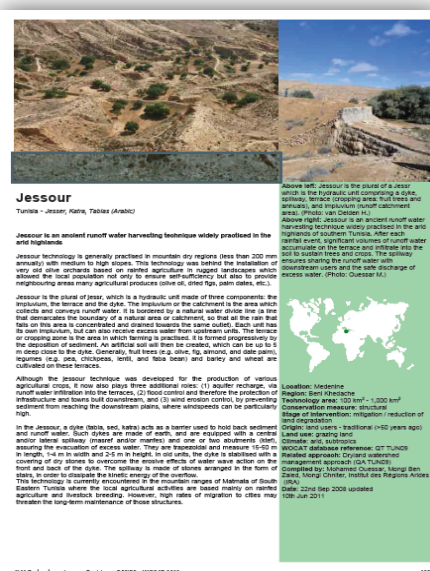 Jessour
Tunisia - Jesser, Katra, Tabias (Arabic)
Jessour is an ancient runoff water harvesting technique widely practised in the
arid highlands
Jessour technology is generally practised in mountain dry regions (less than 200 mm
annually) with medium to high slopes. This technology was behind the installation of
very old olive orchards based on rainfed agriculture in rugged landscapes which
allowed the local population not only to ensure self-sufficiency but also to provide
neighbouring areas many agricultural produces (olive oil, dried figs, palm dates, etc.).
Jessour is the plural of jessr, which is a hydraulic unit made of three components: the
impluvium, the terrace and the dyke. The impluvium or the catchment is the area which
collects and conveys runoff water. It is bordered by a natural water divide line (a line
that demarcates the boundary of a natural area or catchment, so that all the rain that
falls on this area is concentrated and drained towards the same outlet). Each unit has
its own impluvium, but can also receive excess water from upstream units. The terrace
or cropping area is the area in which farming is practised. It is formed progressively by
the deposition of sediment. An artificial soil will then be created, which can be up to 5
m deep close to the dyke. Generally, fruit trees (e.g. olive, fig, almond, and date palm),
legumes (e.g. pea, chickpeas, lentil, and faba bean) and barley and wheat are
cultivated on these terraces.
Although the jessour technique was developed for the production of various
agricultural crops, it now also plays three additional roles: (1) aquifer recharge, via
runoff water infiltration into the terraces, (2) flood control and therefore the protection of
infrastructure and towns built downstream, and (3) wind erosion control, by preventing
sediment from reaching the downstream plains, where windspeeds can be particularly
high.
In the Jessour, a dyke (tabia, sed, katra) acts as a barrier used to hold back sediment
and runoff water. Such dykes are made of earth, and are equipped with a central
and/or lateral spillway (masref and/or manfes) and one or two abutments (ktef),
assuring the evacuation of excess water. They are trapezoidal and measure 15-50 m
in length, 1-4 m in width and 2-5 m in height. In old units, the dyke is stabilised with a
covering of dry stones to overcome the erosive effects of water wave action on the
front and back of the dyke. The spillway is made of stones arranged in the form of
stairs, in order to dissipate the kinetic energy of the overflow.
This technology is currently encountered in the mountain ranges of Matmata of South
Eastern Tunisia where the local agricultural activities are based mainly on rainfed
agriculture and livestock breeding. However, high rates of migration to cities may
threaten the long-term maintenance of those structures.
Above left: Jessour is the plural of a Jessr
which is the hydraulic unit comprising a dyke,
spillway, terrace (cropping area: fruit trees and
annuals), and impluvium (runoff catchment
area). (Photo: van Delden H.)
Above right: Jessour is an ancient runoff water
harvesting technique widely practised in the arid
highlands of southern Tunisia. After each
rainfall event, significant volumes of runoff water
accumulate on the terrace and infiltrate into the
soil to sustain trees and crops. The spillway
ensures sharing the runoff water with
downstream users and the safe discharge of
excess water. (Photo: Ouessar M.)
Location: Medenine
Region: Beni Khedache
Technology area: 100 km² - 1,000 km²
Conservation measure: structural
Stage of intervention: mitigation / reduction of
land degradation
Origin: land users - traditional (>50 years ago)
Land use: grazing land
Climate: arid, subtropics
WOCAT database reference: QT TUN09
Related approach: Dryland watershed
management approach (QA TUN09)
Compiled by: Mohamed Ouessar, Mongi Ben
Zaied, Mongi Chniter, Institut des Régions Arides
(IRA)
Date: 22nd Sep 2008 updated
10th Jun 2011